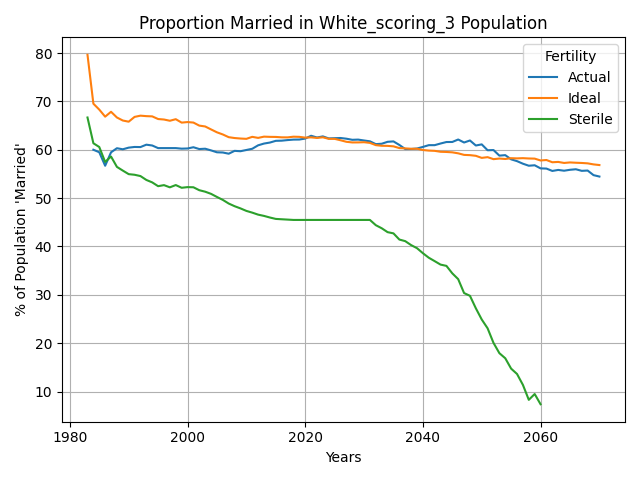 Proportion Married in White_scoring_3 Population
Fertility
Actual
Ideal
Sterile
% of Population 'Married'
80
70
60
50
40
30
20
10
1980 2000 2020 2040 2060
Years